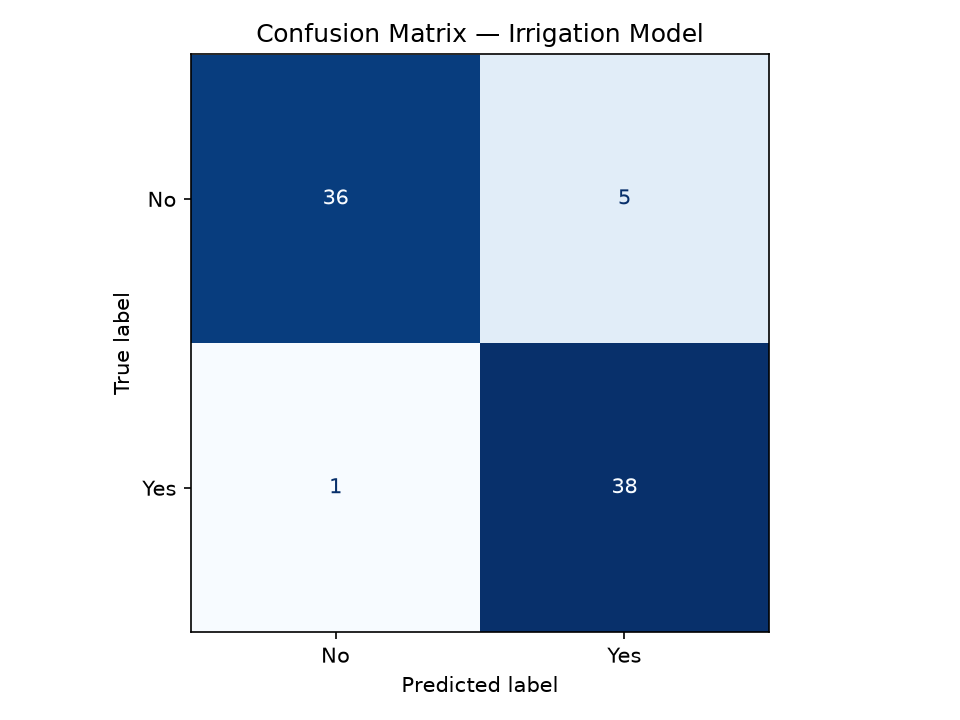 Confusion Matrix — Irrigation Model
True label
No
36
5
Yes
1
38
No
Yes
Predicted label